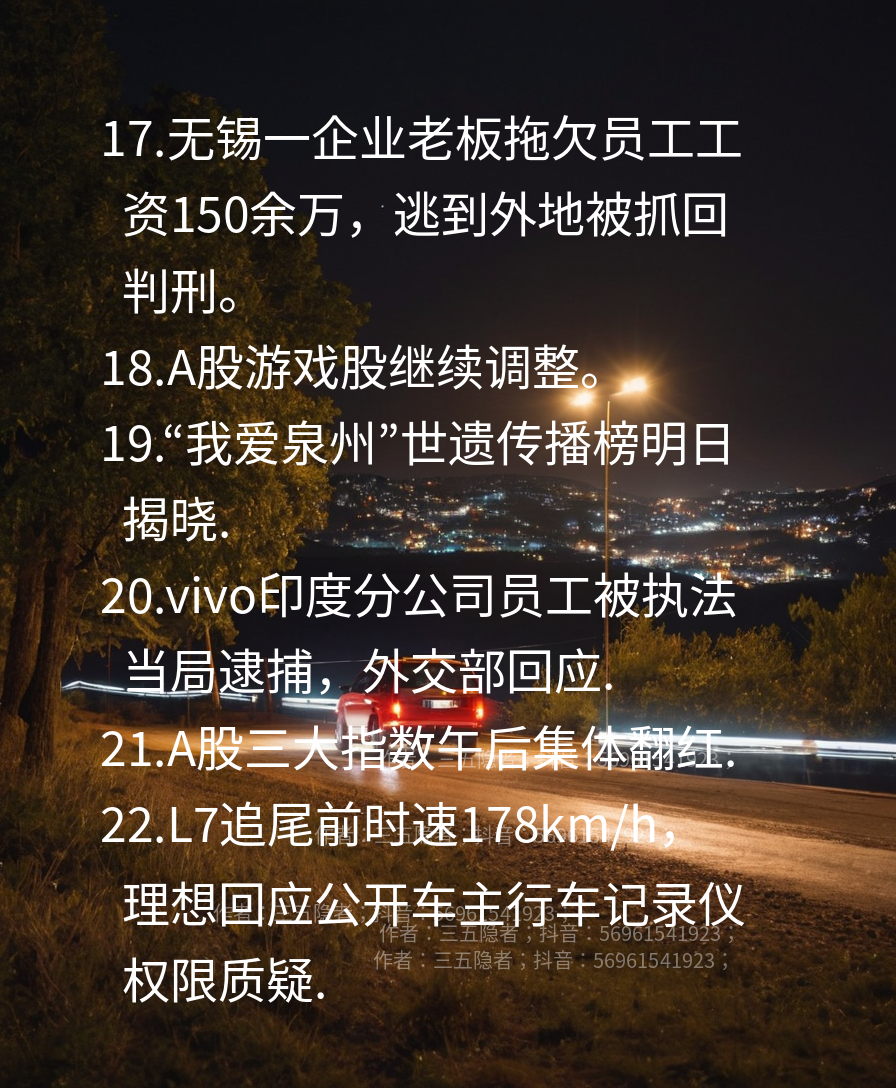 17.无锡一企业老板拖欠员工工
资150余万，逃到外地被抓回
判刑。
18.A股游戏股继续调整。
19.“我爱泉州”世遗传播榜明日
揭晓.
20.vivo印度分公司员工被执法
当局逮捕，外交部回应.
21.A股三大指数午后集体翻红.
22.L7追尾前时速178km/h，
理想回应公开车主行车记录仪
权限质疑.
作者：三五隐者；抖音：56961541923；
作者：三五隐者；抖音：56961541923；